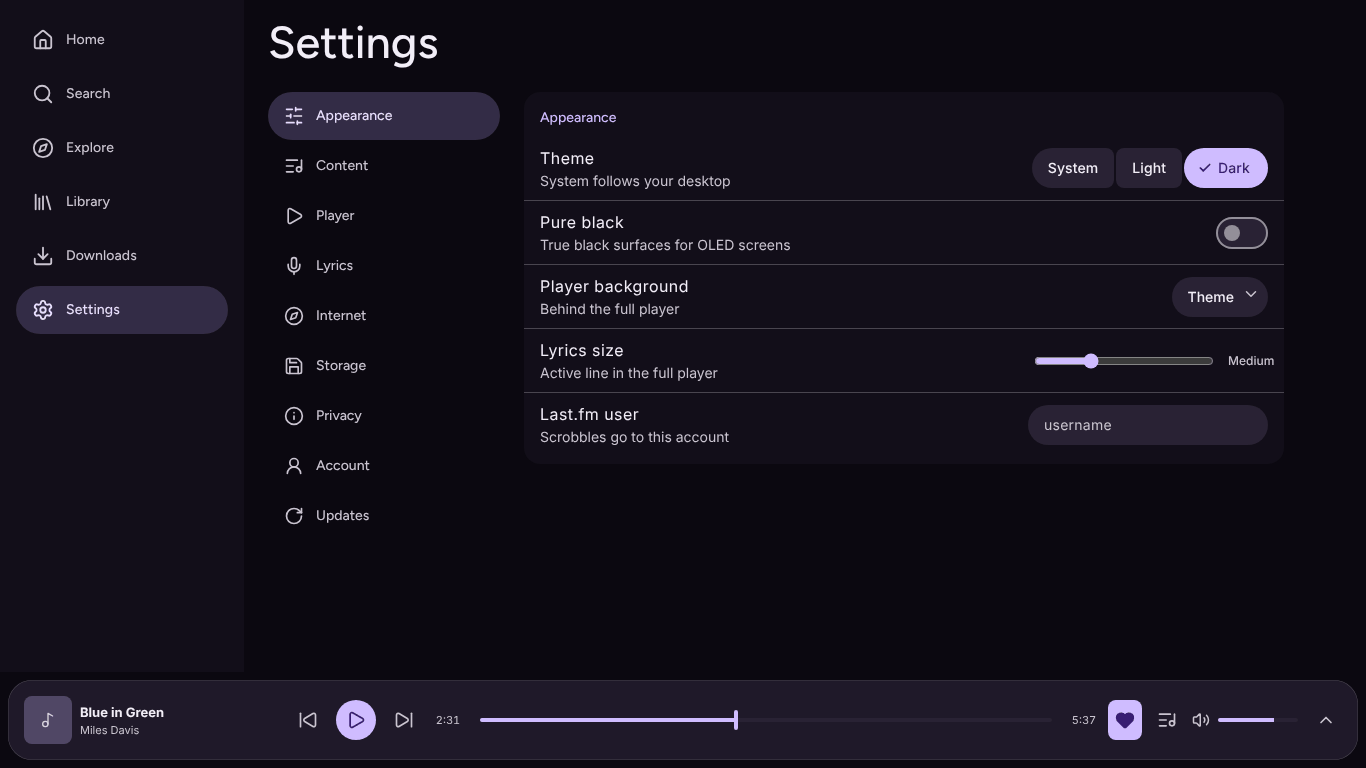 Home
Search
Explore
Library
Downloads
Settings
Settings
Appearance
Content
Player
Lyrics
Internet
Storage
Privacy
Account
Updates
Appearance
Theme
System follows your desktop
System Light Dark
Pure black
True black surfaces for OLED screens
Player background
Behind the full player
Theme
Lyrics size
Active line in the full player
Medium
Last.fm user
Scrobbles go to this account
username
Blue in Green
Miles Davis
2:31
5:37